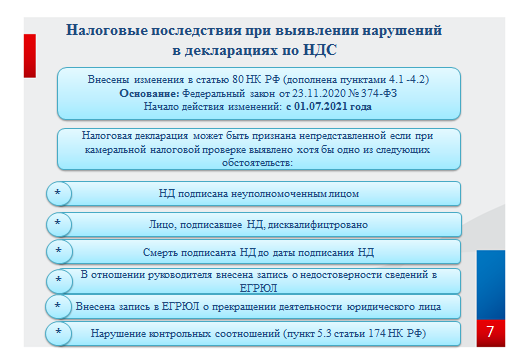 Налоговые последствия при выявлении нарушений
в декларациях по НДС
Внесены изменения в статью 80 НК РФ (дополнена пунктами 4.1 -4.2)
Основание: Федеральный закон от 23.11.2020 № 374-ФЗ
Начало действия изменений: с 01.07.2021 года
Налоговая декларация может быть признана непредставленной если при
камеральной налоговой проверке выявлено хотя бы одно из следующих
обстоятельств:
* НД подписана неуполномоченным лицом
* Лицо, подписавшее НД, дисквалифицтровано
* Смерть подписанта НД до даты подписания НД
* В отношении руководителя внесена запись о недостоверности сведений в
ЕГРЮЛ
* Внесена запись в ЕГРЮЛ о прекращении деятельности юридического лица
* Нарушение контрольных соотношений (пункт 5.3 статьи 174 НК РФ)
7